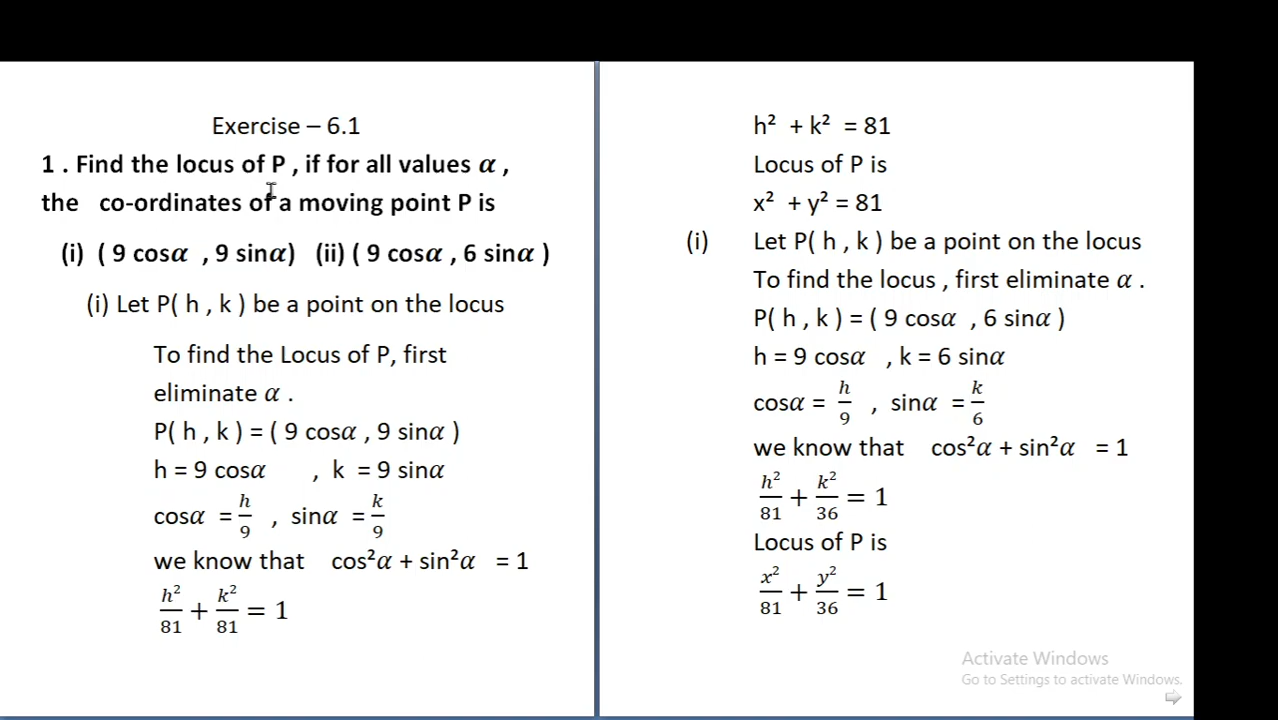 Exercise – 6.1
1 . Find the locus of P , if for all values α ,
the co-ordinates of a moving point P is
(i) ( 9 cosα , 9 sinα) (ii) ( 9 cosα , 6 sinα )
(i) Let P( h , k ) be a point on the locus
To find the Locus of P, first
eliminate α .
P( h , k ) = ( 9 cosα , 9 sinα )
h = 9 cosα , k = 9 sinα
cosα = h/9 , sinα = k/9
we know that cos²α + sin²α = 1
h²/81 + k²/81 = 1
h² + k² = 81
Locus of P is
x² + y² = 81
(i) Let P( h , k ) be a point on the locus
To find the locus , first eliminate α .
P( h , k ) = ( 9 cosα , 6 sinα )
h = 9 cosα , k = 6 sinα
cosα = h/9 , sinα = k/6
we know that cos²α + sin²α = 1
h²/81 + k²/36 = 1
Locus of P is
x²/81 + y²/36 = 1
Activate Windows
Go to Settings to activate Windows.